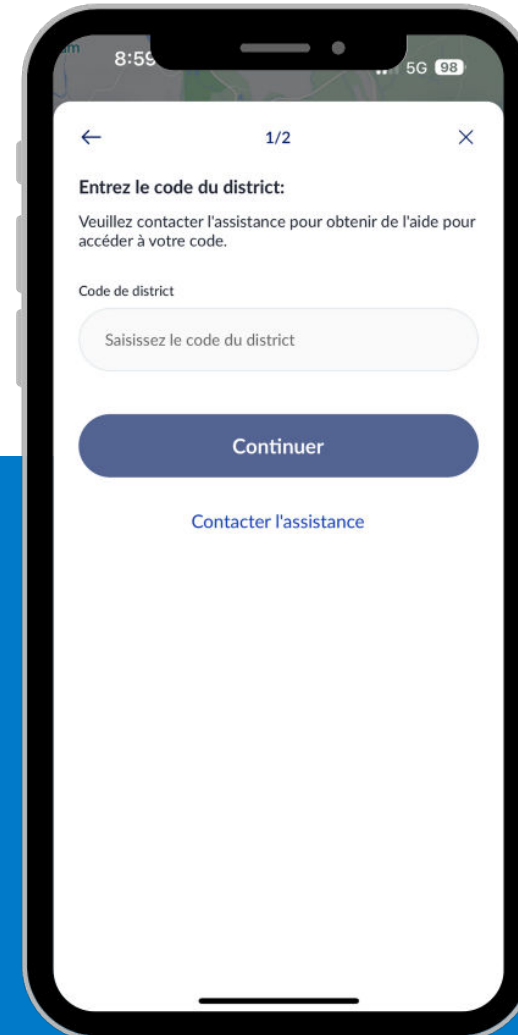 8:59
5G 98
1/2
Entrez le code du district:
Veuillez contacter l'assistance pour obtenir de l'aide pour
accéder à votre code.
Code de district
Saisissez le code du district
Continuer
Contacter l'assistance